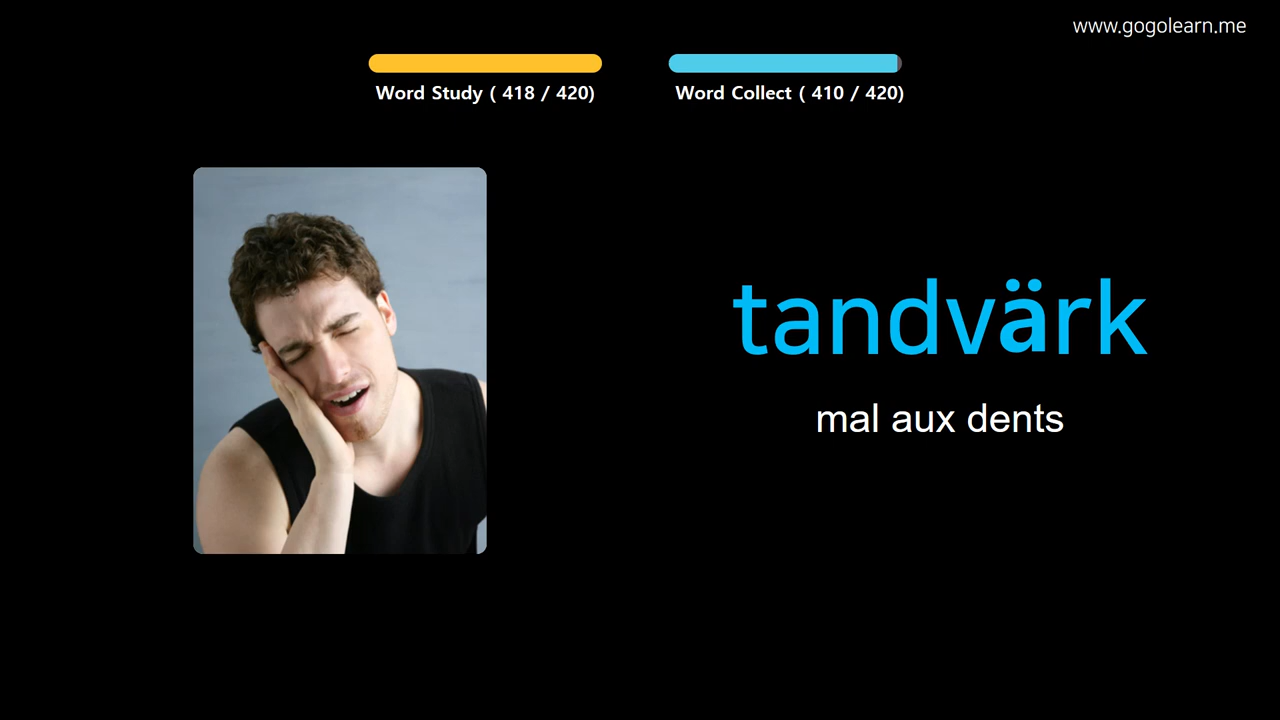 www.gogolearn.me
Word Study ( 418 / 420)
Word Collect ( 410 / 420)
tandvärk
mal aux dents